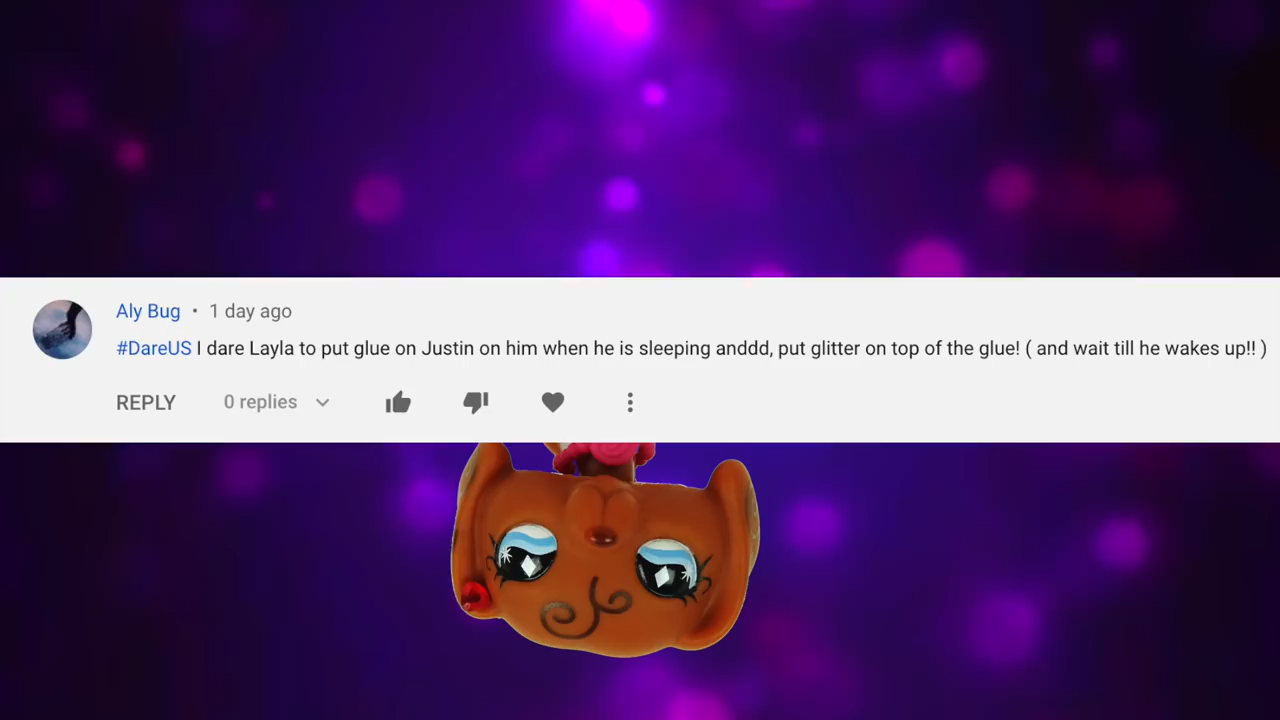 Aly Bug • 1 day ago
#DareUS I dare Layla to put glue on Justin on him when he is sleeping anddd, put glitter on top of the glue! ( and wait till he wakes up!! )
REPLY 0 replies